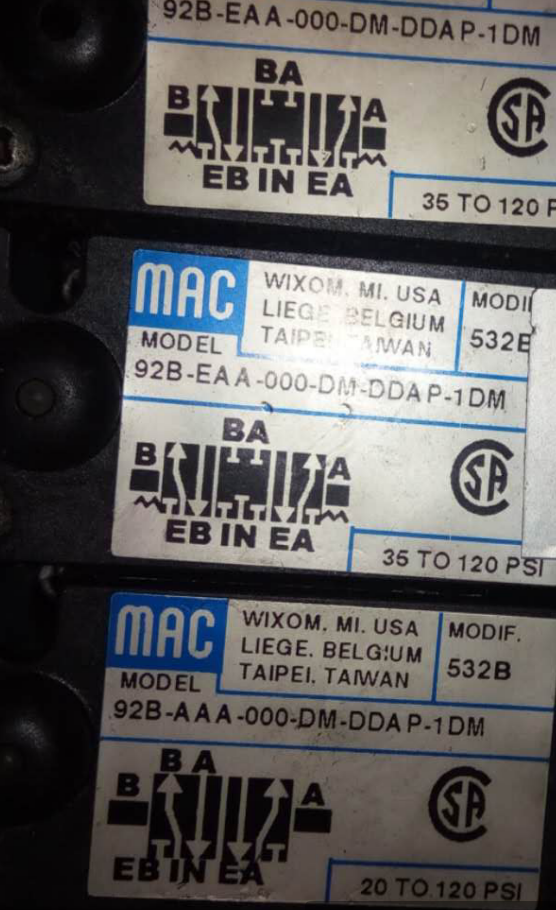 92B-EAA-000-DM-DDAP-1DM
BA
B A
EB IN EA
35 TO 120 P
MAC
WIXOM. MI. USA
LIEGE BELGIUM
TAIPEI TAIWAN
MODIF
532B
MODEL
92B-EAA-000-DM-DDAP-1DM
BA
B A
EB IN EA
35 TO 120 PSI
MAC
WIXOM. MI. USA
LIEGE. BELGIUM
TAIPEI. TAIWAN
MODIF.
532B
MODEL
92B-AAA-000-DM-DDAP-1DM
B A
B A
EB IN EA
20 TO 120 PSI